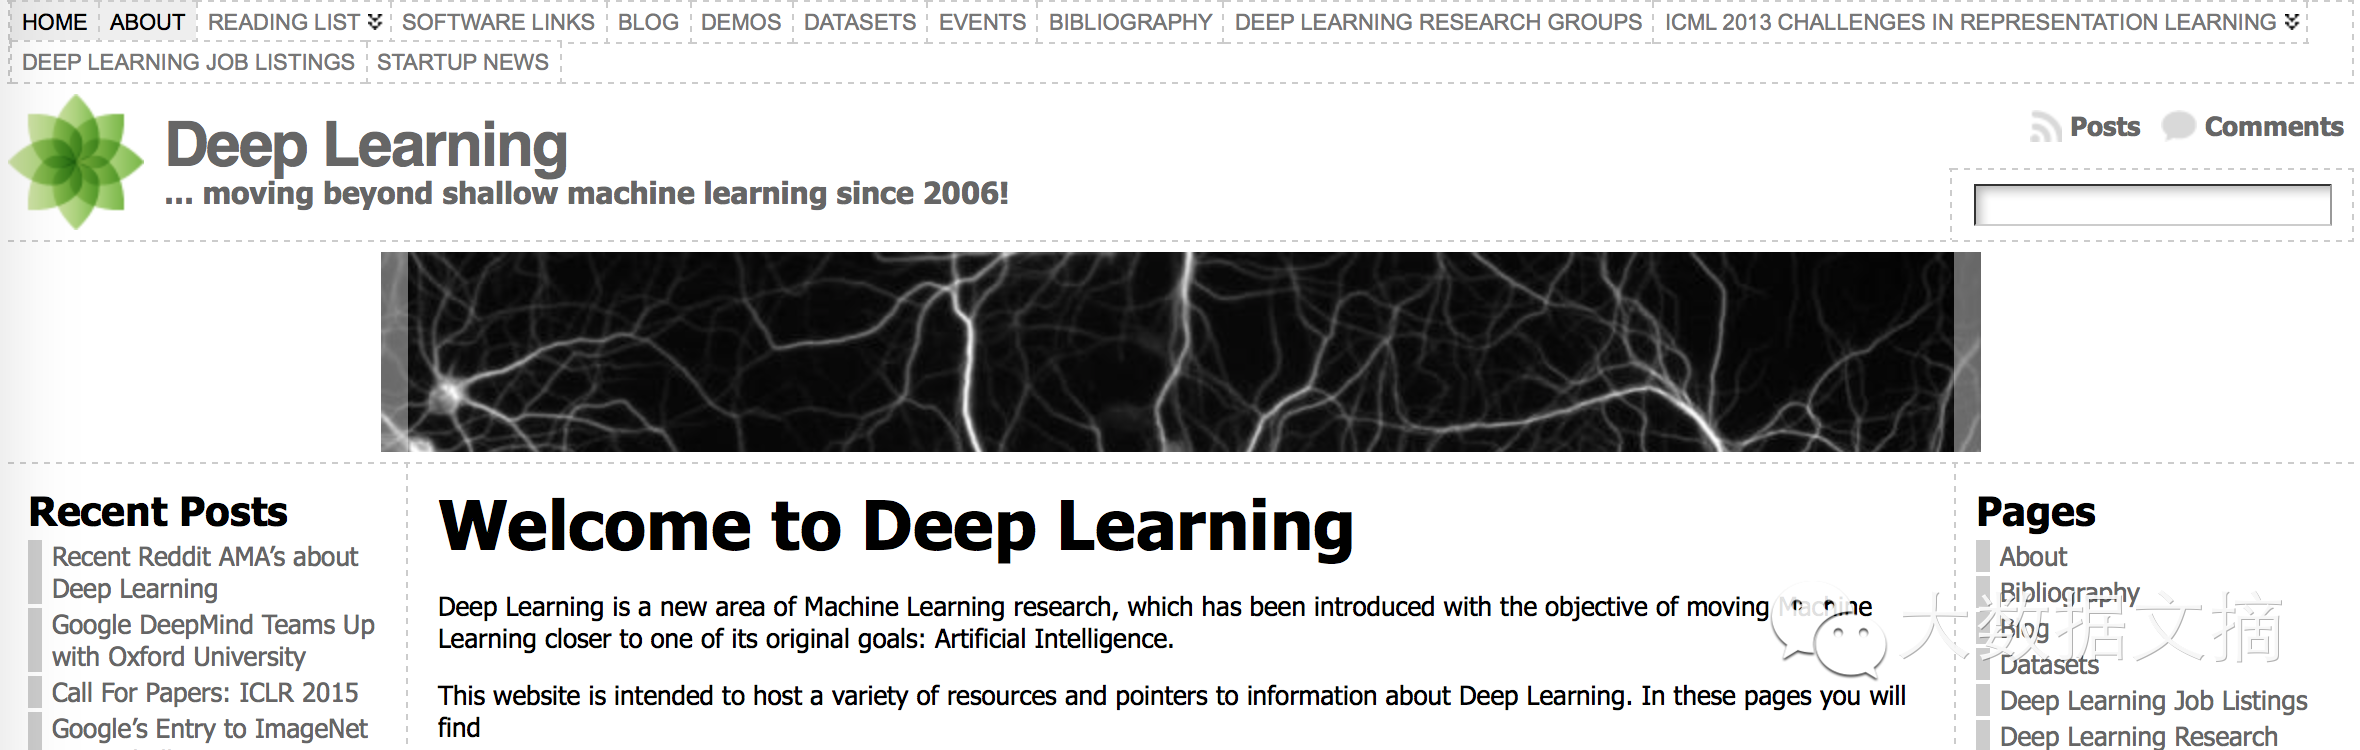 HOME ABOUT READING LIST SOFTWARE LINKS BLOG DEMOS DATASETS EVENTS BIBLIOGRAPHY DEEP LEARNING RESEARCH GROUPS ICML 2013 CHALLENGES IN REPRESENTATION LEARNING
DEEP LEARNING JOB LISTINGS STARTUP NEWS
Deep Learning
... moving beyond shallow machine learning since 2006!
Posts Comments
Recent Posts
Recent Reddit AMA’s about
Deep Learning
Google DeepMind Teams Up
with Oxford University
Call For Papers: ICLR 2015
Google’s Entry to ImageNet
Welcome to Deep Learning
Deep Learning is a new area of Machine Learning research, which has been introduced with the objective of moving Machine
Learning closer to one of its original goals: Artificial Intelligence.
This website is intended to host a variety of resources and pointers to information about Deep Learning. In these pages you will
find
Pages
About
Bibliography
Blog
Datasets
Deep Learning Job Listings
Deep Learning Research
大数据文摘